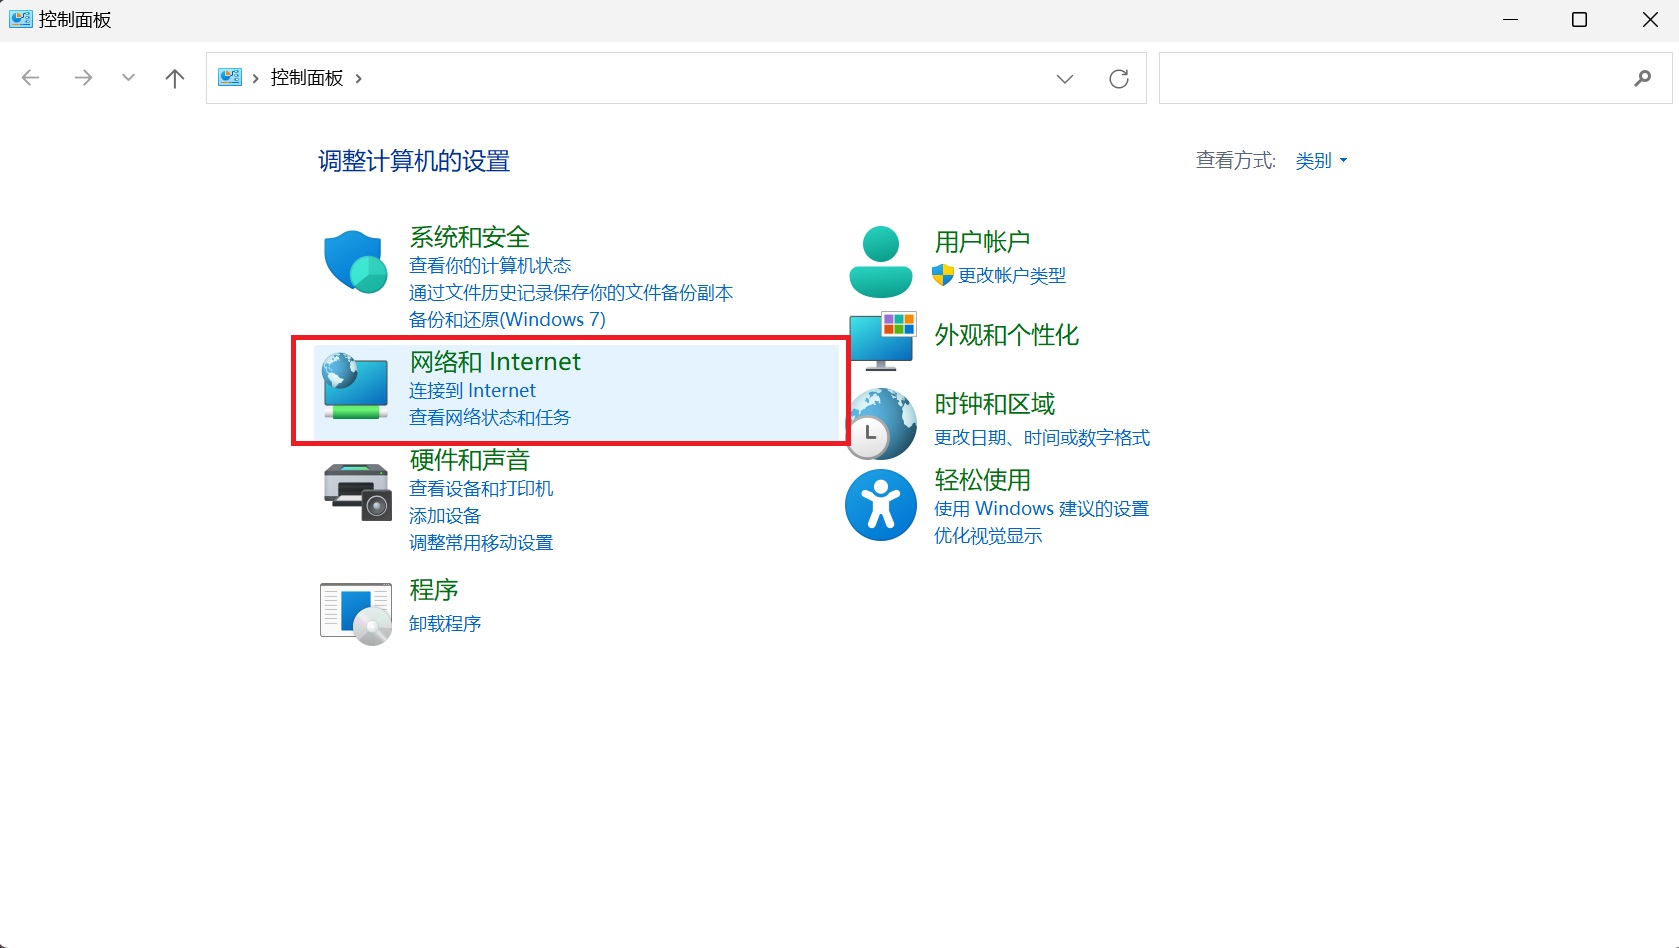 控制面板
控制面板
调整计算机的设置
查看方式: 类别
系统和安全
查看你的计算机状态
通过文件历史记录保存你的文件备份副本
备份和还原(Windows 7)
网络和 Internet
连接到 Internet
查看网络状态和任务
硬件和声音
查看设备和打印机
添加设备
调整常用移动设置
程序
卸载程序
用户帐户
更改帐户类型
外观和个性化
时钟和区域
更改日期、时间或数字格式
轻松使用
使用 Windows 建议的设置
优化视觉显示